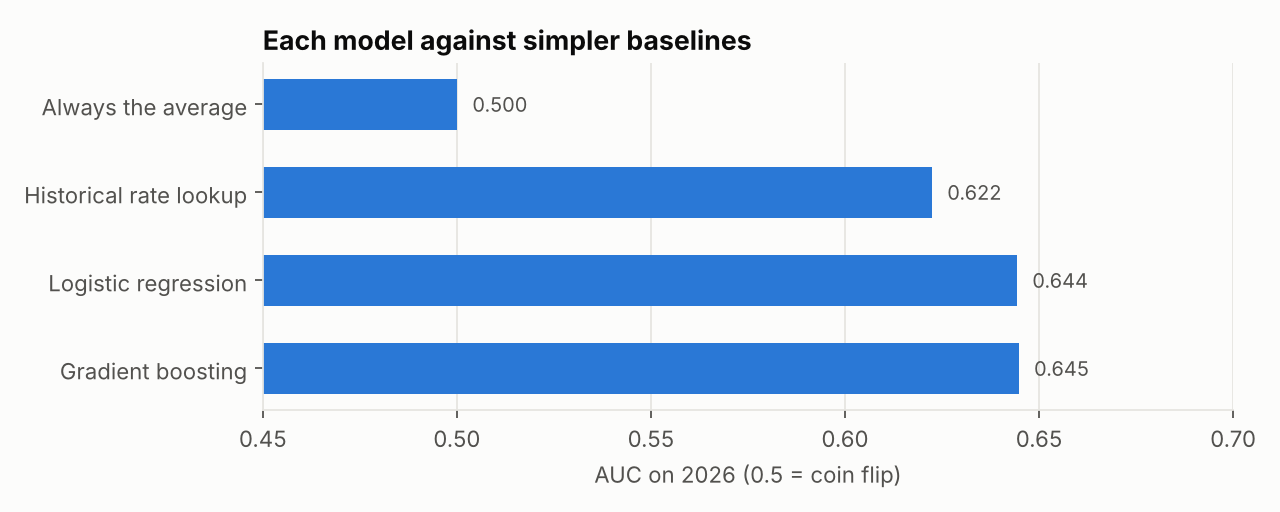 Each model against simpler baselines
Always the average
0.500
Historical rate lookup
0.622
Logistic regression
0.644
Gradient boosting
0.645
0.45 0.50 0.55 0.60 0.65 0.70
AUC on 2026 (0.5 = coin flip)